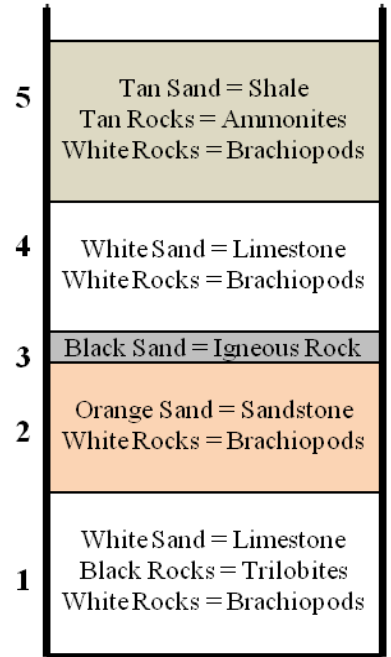 5
Tan Sand = Shale
Tan Rocks = Ammonites
White Rocks = Brachiopods
4
White Sand = Limestone
White Rocks = Brachiopods
3
Black Sand = Igneous Rock
2
Orange Sand = Sandstone
White Rocks = Brachiopods
1
White Sand = Limestone
Black Rocks = Trilobites
White Rocks = Brachiopods